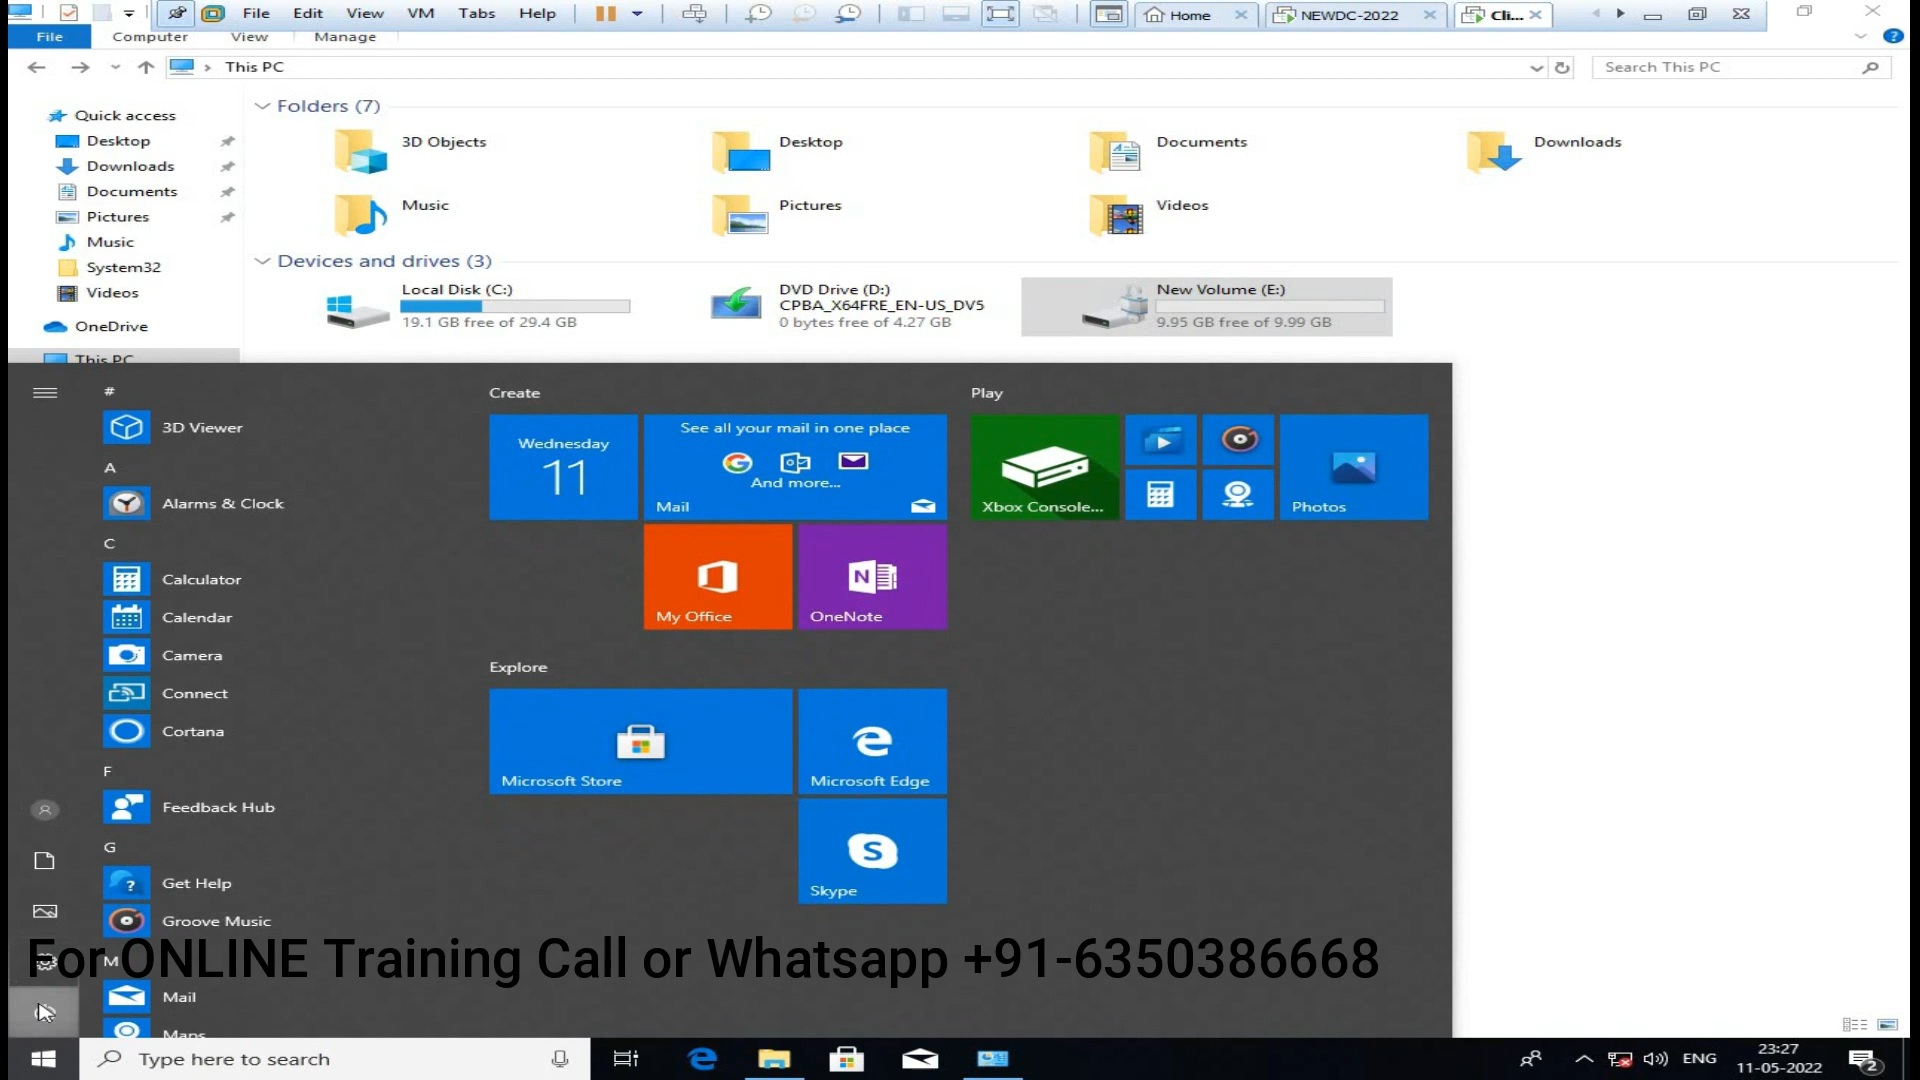 File Edit View VM Tabs Help Home NEWDC-2022 Cli...
File Computer View Manage
This PC Search This PC
Quick access
Desktop
Downloads
Documents
Pictures
Music
System32
Videos
OneDrive
This PC
Folders (7)
3D Objects Desktop Documents Downloads
Music Pictures Videos
Devices and drives (3)
Local Disk (C:)
19.1 GB free of 29.4 GB
DVD Drive (D:)
CPBA_X64FRE_EN-US_DV5
0 bytes free of 4.27 GB
New Volume (E:)
9.95 GB free of 9.99 GB
#
3D Viewer
A
Alarms & Clock
C
Calculator
Calendar
Camera
Connect
Cortana
F
Feedback Hub
G
Get Help
Groove Music
M
Mail
Maps
Create
Wednesday
11
See all your mail in one place
And more...
Mail
My Office
OneNote
Explore
Microsoft Store
Microsoft Edge
Skype
Play
Xbox Console...
Photos
For ONLINE Training Call or Whatsapp +91-6350386668
Type here to search
ENG
23:27
11-05-2022
2